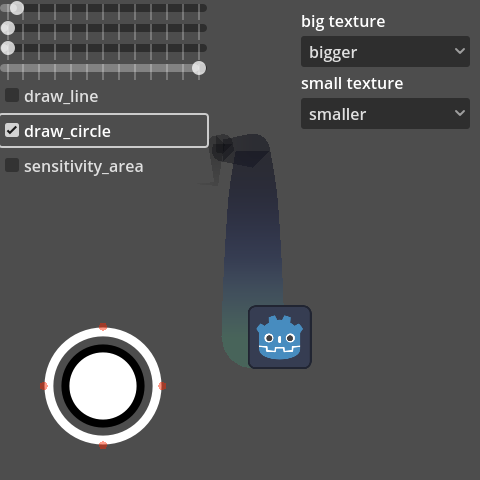 big texture
bigger
small texture
smaller
draw_line
draw_circle
sensitivity_area